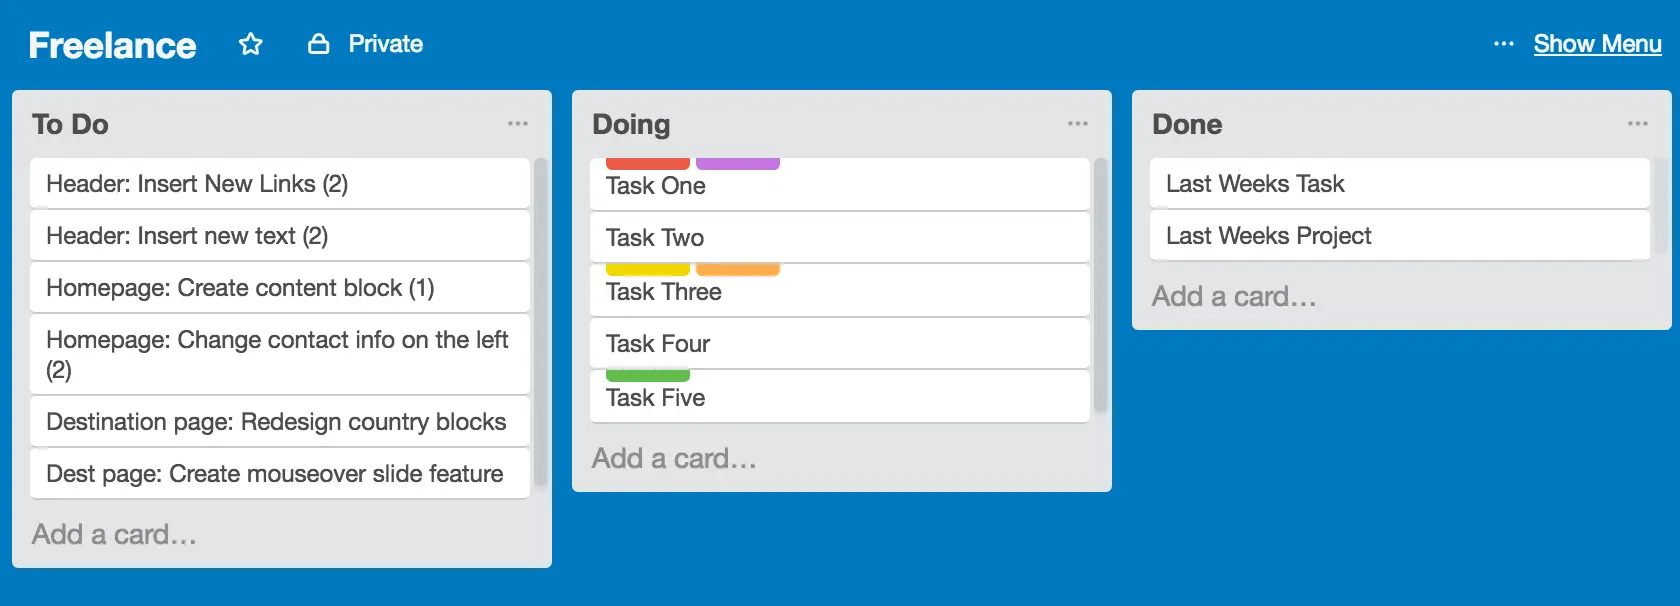 Freelance Private ... Show Menu
To Do ...
Header: Insert New Links (2)
Header: Insert new text (2)
Homepage: Create content block (1)
Homepage: Change contact info on the left
(2)
Destination page: Redesign country blocks
Dest page: Create mouseover slide feature
Add a card...
Doing ...
Task One
Task Two
Task Three
Task Four
Task Five
Add a card...
Done ...
Last Weeks Task
Last Weeks Project
Add a card...